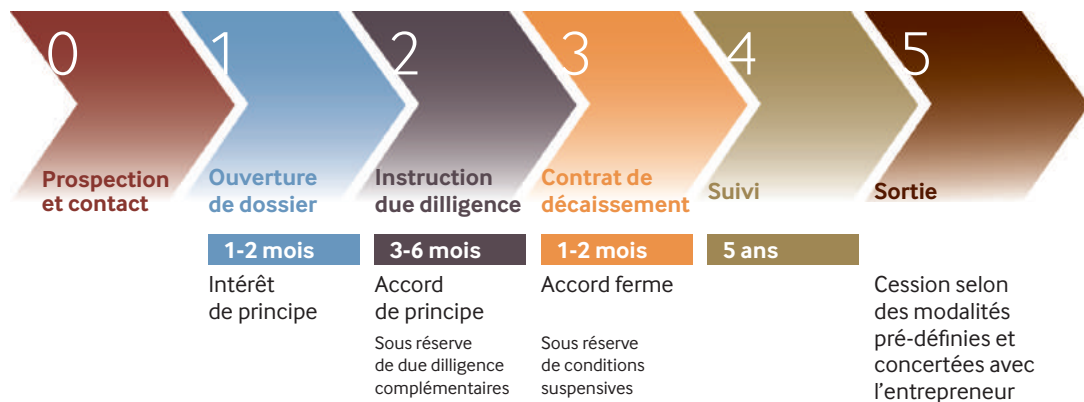 0
1
2
3
4
5
Prospection
et contact
Ouverture
de dossier
Instruction
due dilligence
Contrat de
décaissement
Suivi
Sortie
1-2 mois
3-6 mois
1-2 mois
5 ans
Intérêt
de principe
Accord
de principe
Sous réserve
de due dilligence
complémentaires
Accord ferme
Sous réserve
de conditions
suspensives
Cession selon
des modalités
pré-définies et
concertées avec
l’entrepreneur